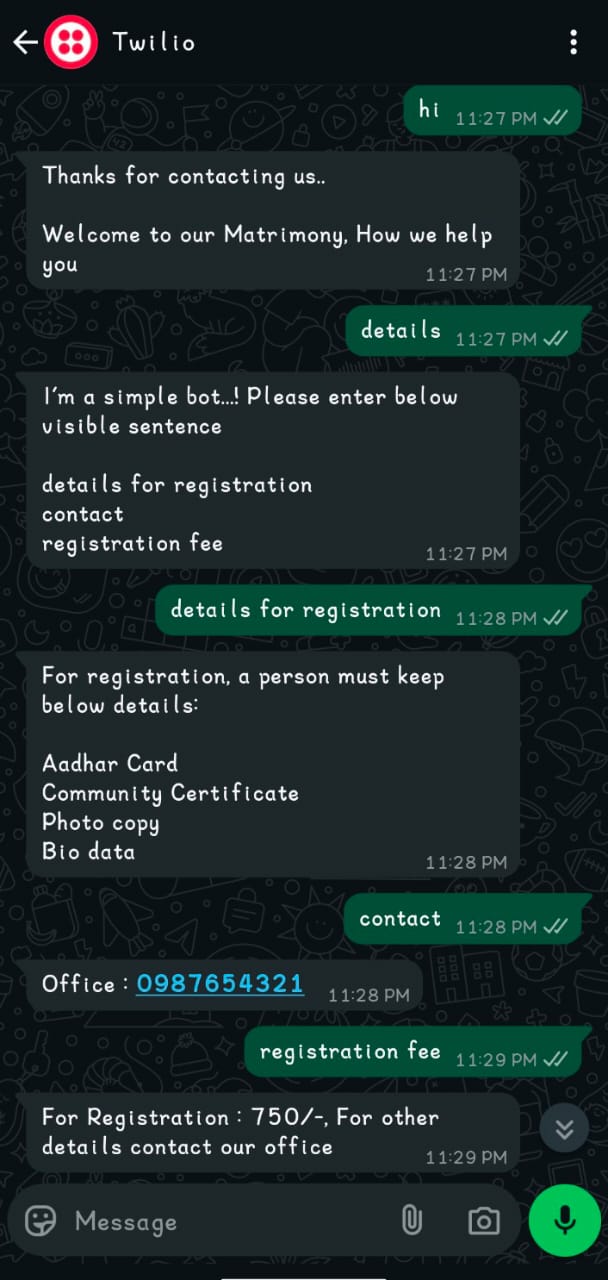 Twilio
hi 11:27 PM
Thanks for contacting us..
Welcome to our Matrimony, How we help
you
11:27 PM
details 11:27 PM
I'm a simple bot...! Please enter below
visible sentence
details for registration
contact
registration fee
11:27 PM
details for registration 11:28 PM
For registration, a person must keep
below details:
Aadhar Card
Community Certificate
Photo copy
Bio data
11:28 PM
contact 11:28 PM
Office : 0987654321 11:28 PM
registration fee 11:29 PM
For Registration : 750/-, For other
details contact our office
11:29 PM
Message